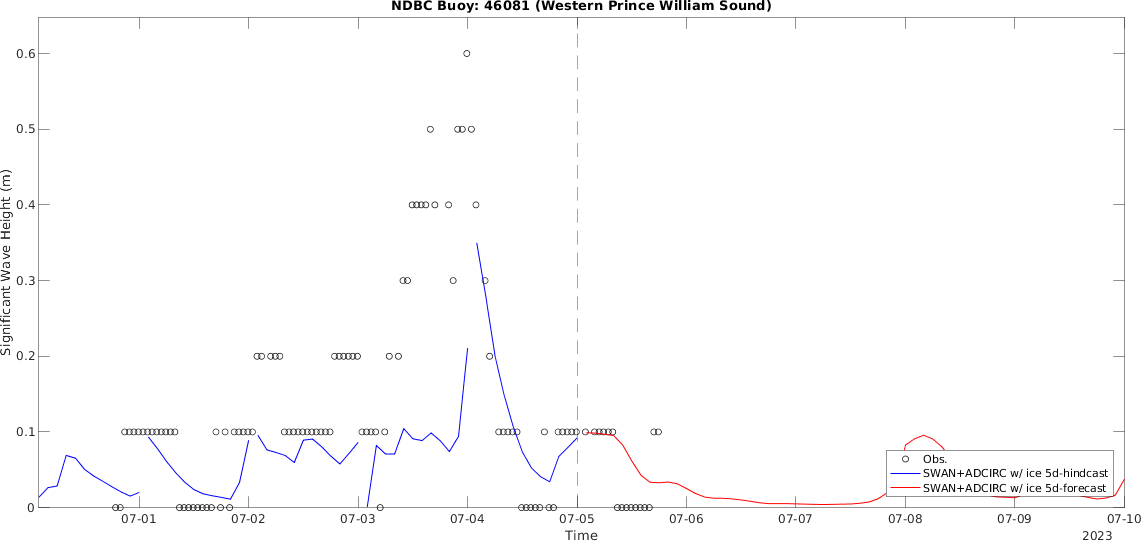 NDBC Buoy: 46081 (Western Prince William Sound)
Significant Wave Height (m)
0.6
0.5
0.4
0.3
0.2
0.1
0
Obs.
SWAN+ADCIRC w/ ice 5d-hindcast
SWAN+ADCIRC w/ ice 5d-forecast
07-01 07-02 07-03 07-04 07-05 07-06 07-07 07-08 07-09 07-10
Time
2023